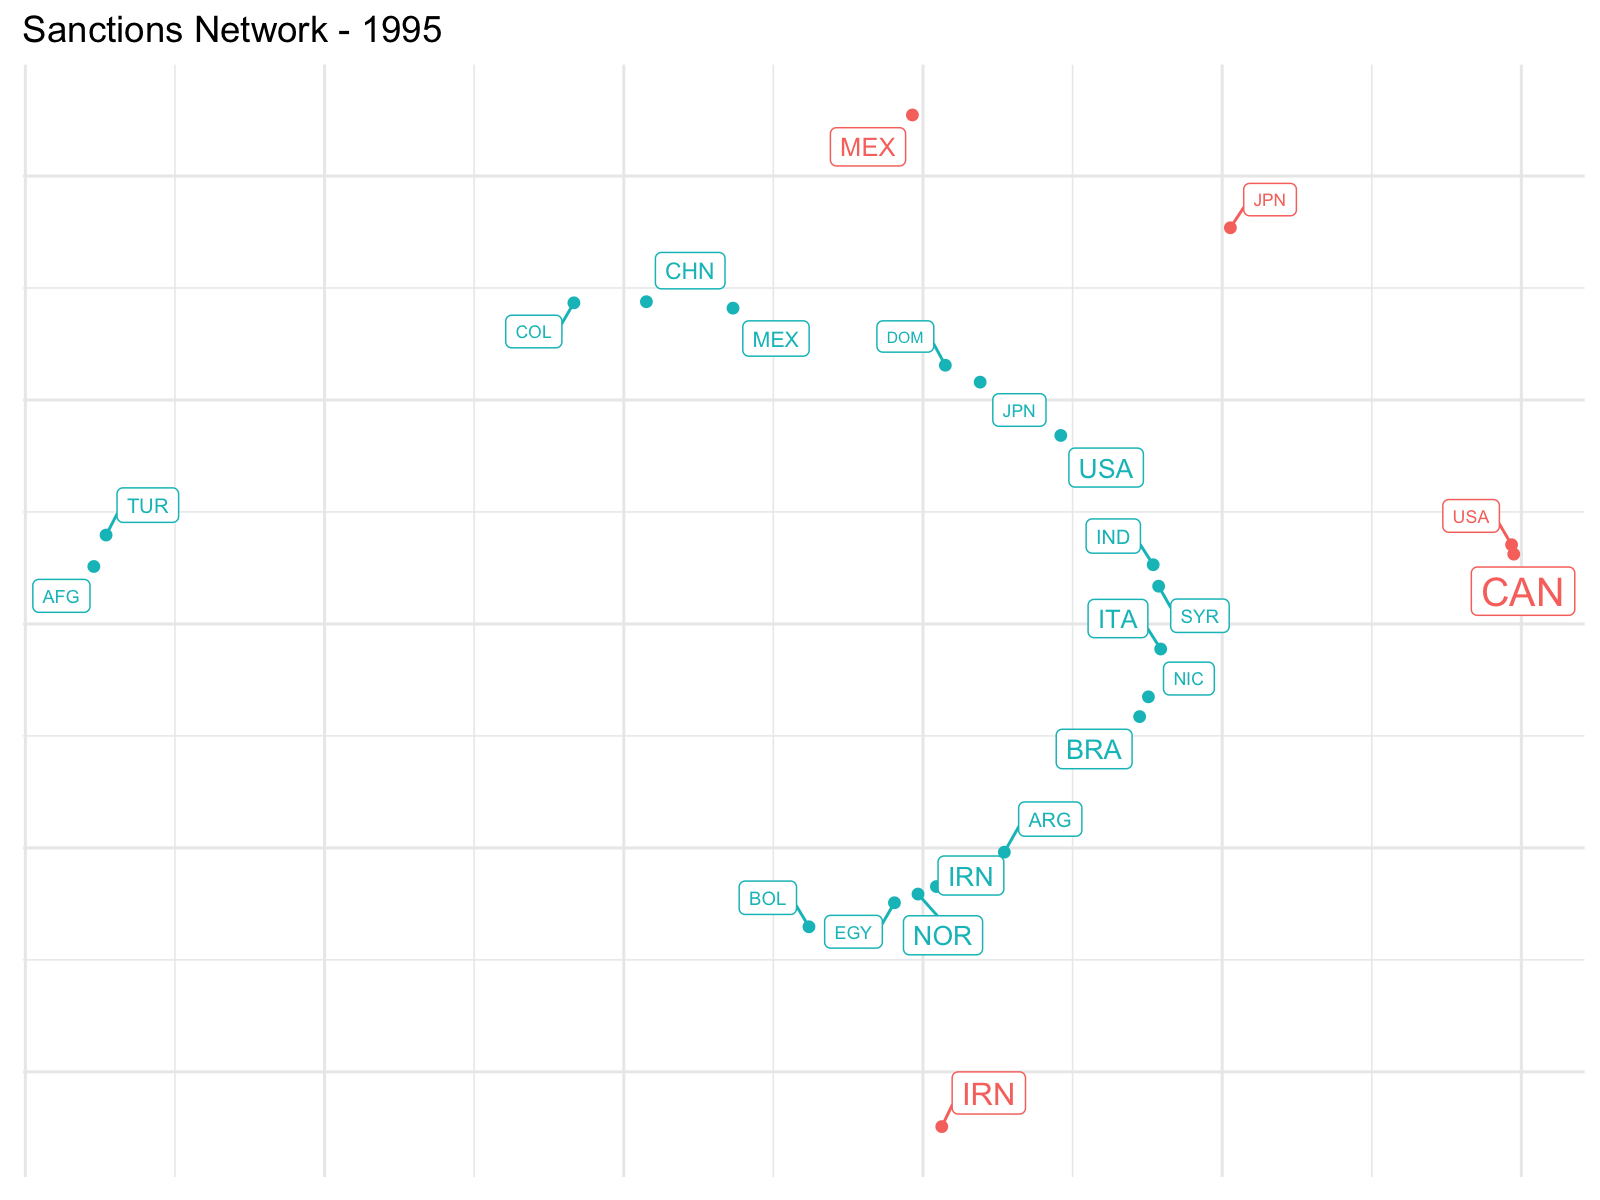 Sanctions Network - 1995
MEX
JPN
CHN
COL
MEX
DOM
JPN
USA
TUR
USA
IND
AFG
CAN
ITA
SYR
NIC
BRA
ARG
IRN
BOL
EGY
NOR
IRN